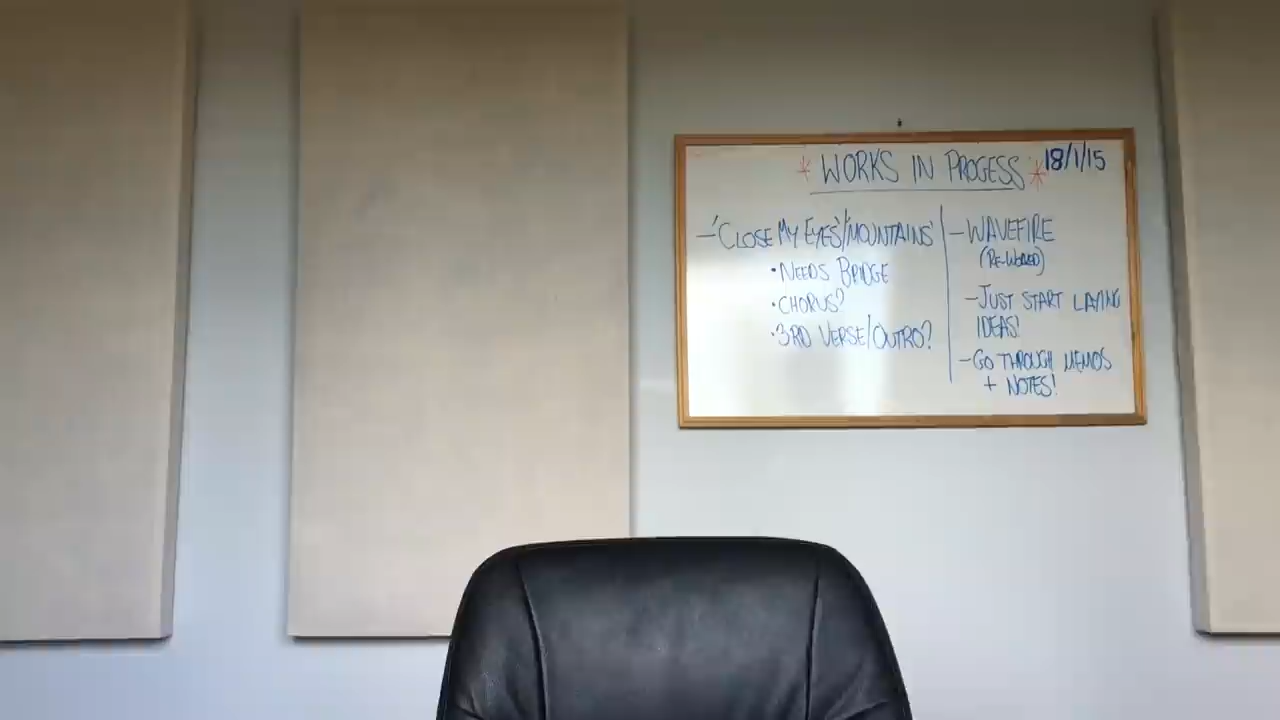 * WORKS IN PROGESS * 18/1/15
- 'CLOSE MY EYES'/'MOUNTAINS'
• NEEDS BRIDGE
• CHORUS?
• 3RD VERSE/OUTRO?
- WAVEFIRE
(RE-WORKED)
- JUST START LAYING
IDEAS!
- GO THROUGH MEMOS
+ NOTES!